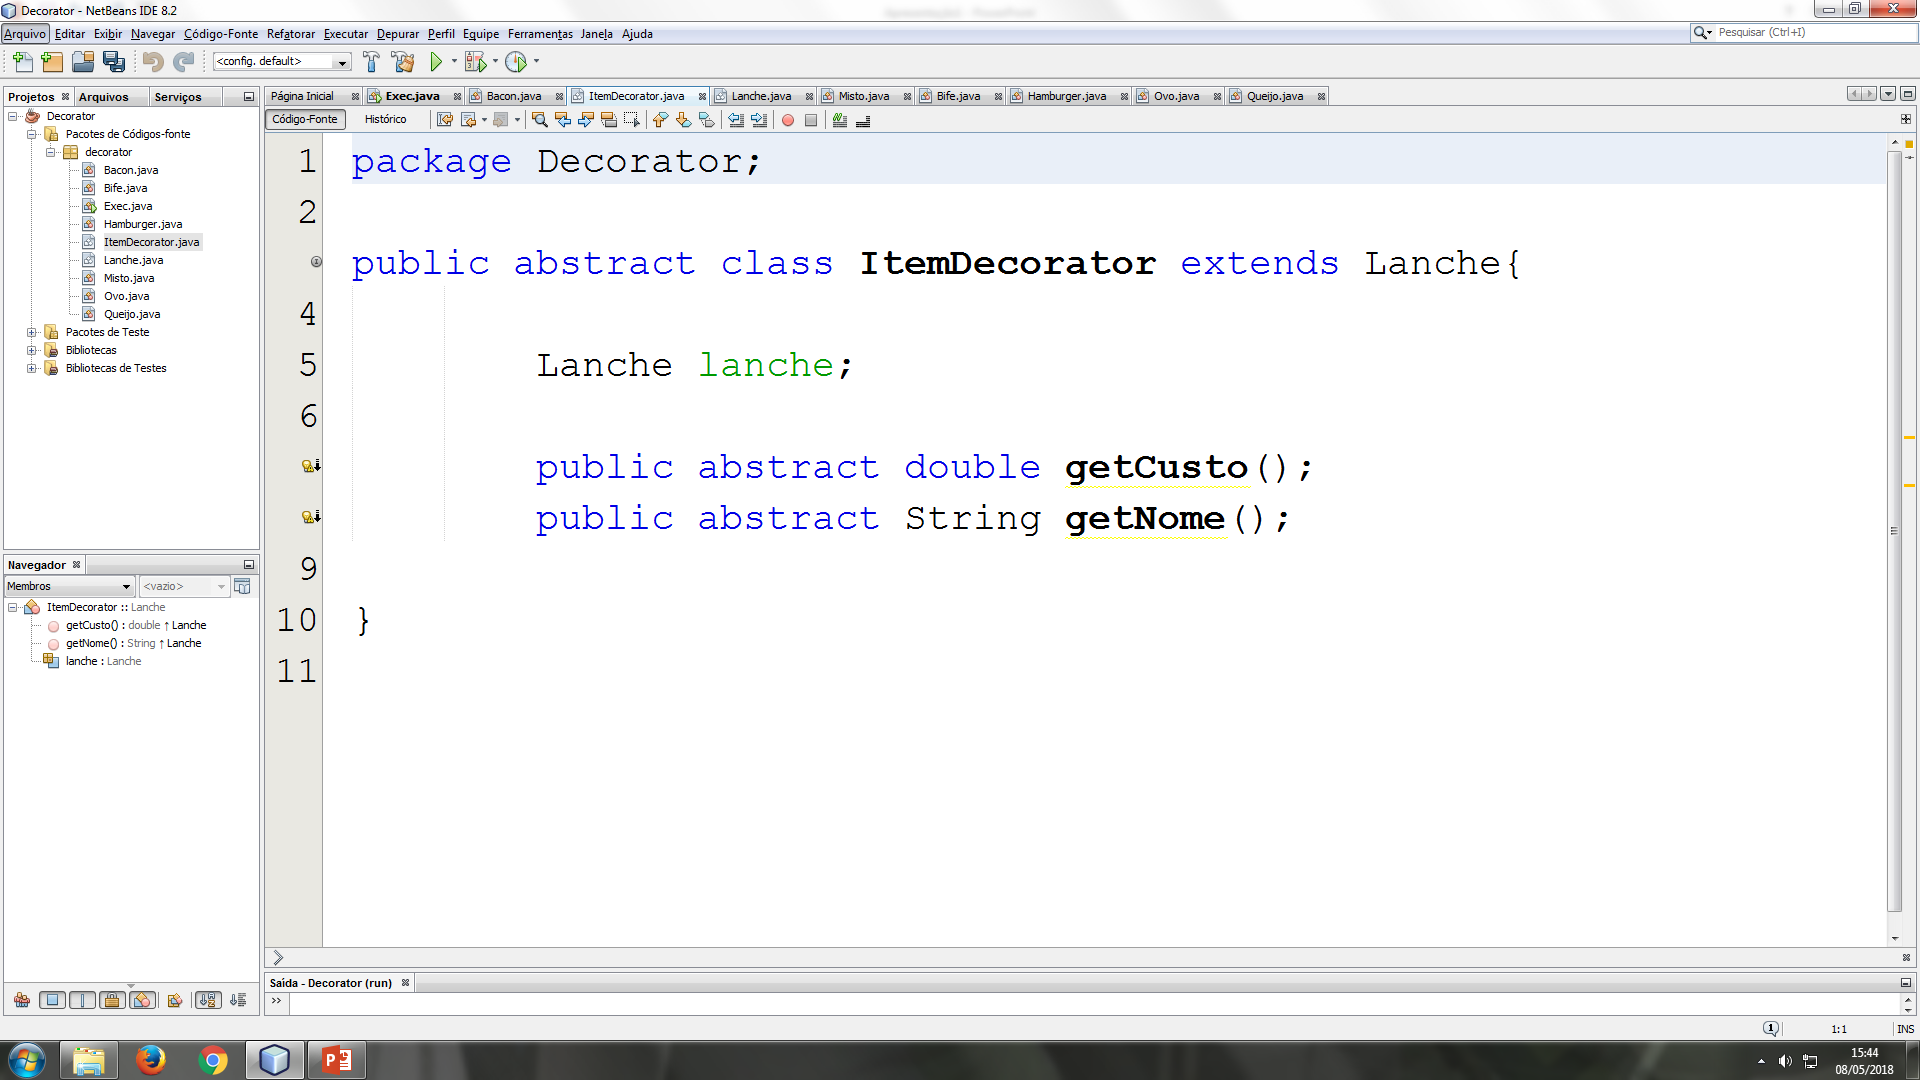 Decorator - NetBeans IDE 8.2
Arquivo Editar Exibir Navegar Código-Fonte Refatorar Executar Depurar Perfil Equipe Ferramentas Janela Ajuda
Pesquisar (Ctrl+I)
<config. default>
Projetos Arquivos Serviços
Decorator
Pacotes de Códigos-fonte
decorator
Bacon.java
Bife.java
Exec.java
Hamburger.java
ItemDecorator.java
Lanche.java
Misto.java
Ovo.java
Queijo.java
Pacotes de Teste
Bibliotecas
Bibliotecas de Testes
Navegador
Membros <vazio>
ItemDecorator :: Lanche
getCusto() : double ↑ Lanche
getNome() : String ↑ Lanche
lanche : Lanche
Página Inicial Exec.java Bacon.java ItemDecorator.java Lanche.java Misto.java Bife.java Hamburger.java Ovo.java Queijo.java
Código-Fonte Histórico
1 package Decorator;
2
public abstract class ItemDecorator extends Lanche{
4
5 Lanche lanche;
6
public abstract double getCusto();
public abstract String getNome();
9
10 }
11
Saída - Decorator (run)
1 1:1 INS
15:44
08/05/2018